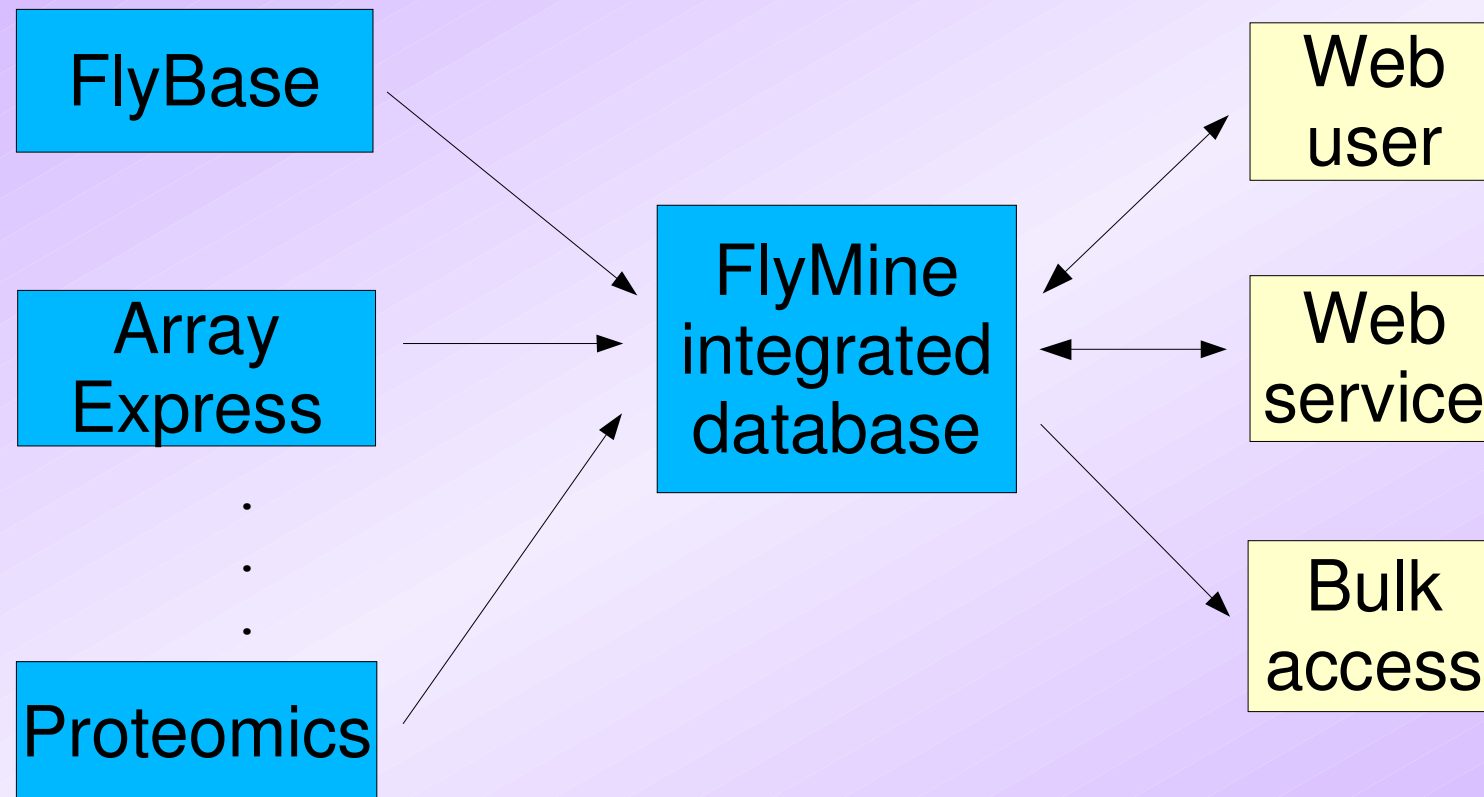 FlyBase
Array
Express
.
.
.
Proteomics
FlyMine
integrated
database
Web
user
Web
service
Bulk
access